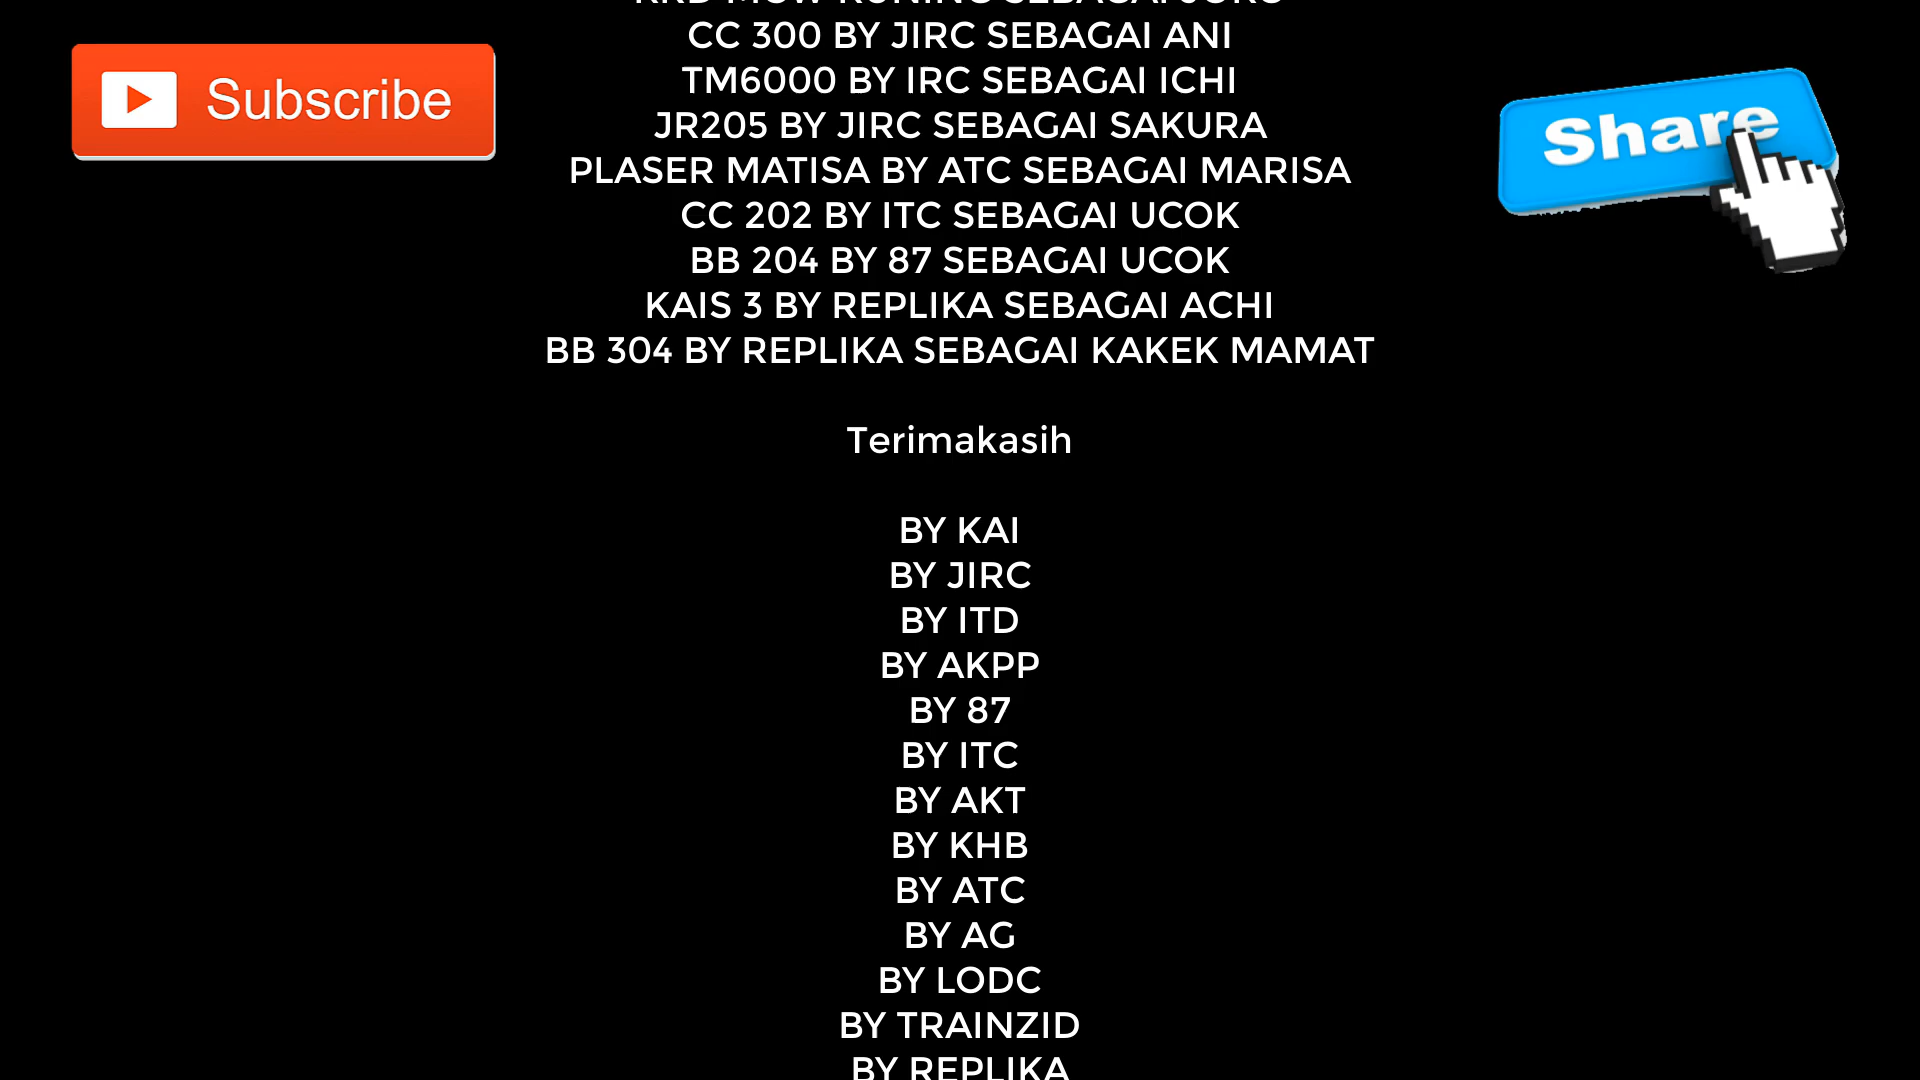 Subscribe
Share
CC 300 BY JIRC SEBAGAI ANI
TM6000 BY IRC SEBAGAI ICHI
JR205 BY JIRC SEBAGAI SAKURA
PLASER MATISA BY ATC SEBAGAI MARISA
CC 202 BY ITC SEBAGAI UCOK
BB 204 BY 87 SEBAGAI UCOK
KAIS 3 BY REPLIKA SEBAGAI ACHI
BB 304 BY REPLIKA SEBAGAI KAKEK MAMAT
Terimakasih
BY KAI
BY JIRC
BY ITD
BY AKPP
BY 87
BY ITC
BY AKT
BY KHB
BY ATC
BY AG
BY LODC
BY TRAINZID
BY REPLIKA